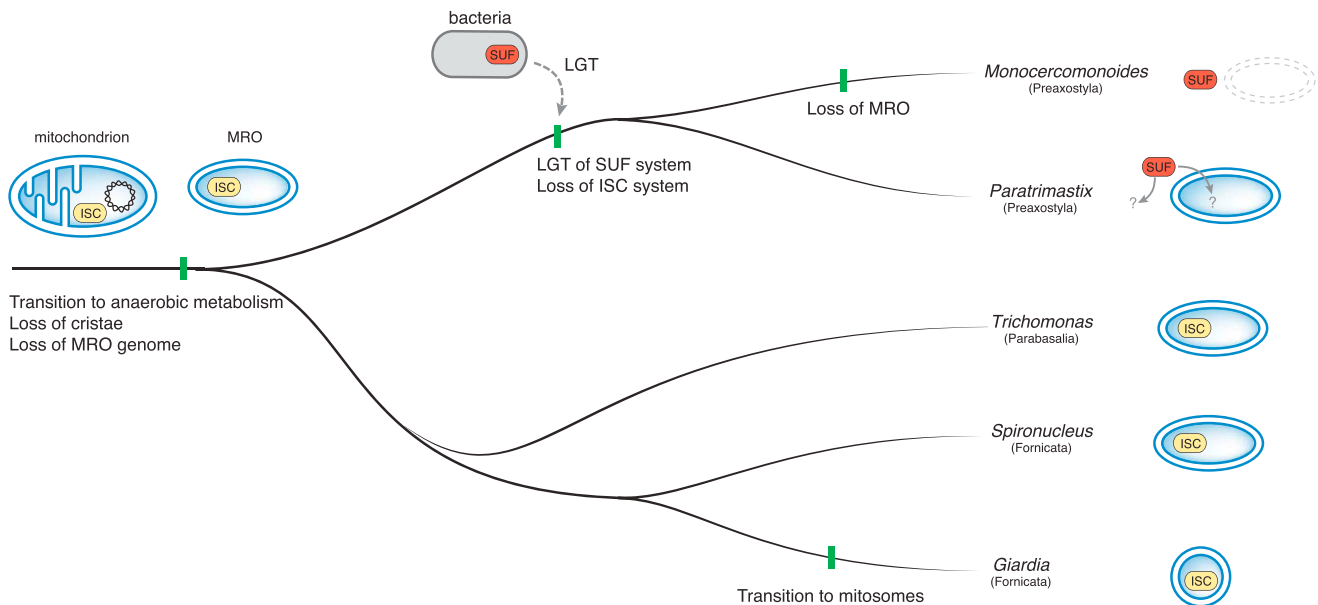 bacteria
SUF
LGT
Monocercomonoides
(Preaxostyla)
SUF
Loss of MRO
mitochondrion
MRO
ISC
ISC
LGT of SUF system
Loss of ISC system
SUF
?
?
Paratrimastix
(Preaxostyla)
Transition to anaerobic metabolism
Loss of cristae
Loss of MRO genome
Trichomonas
(Parabasalia)
ISC
Spironucleus
(Fornicata)
ISC
Giardia
(Fornicata)
ISC
Transition to mitosomes